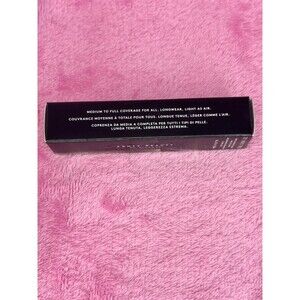 MEDIUM TO FULL COVERAGE FOR ALL. LONGWEAR, LIGHT AS AIR.
COUVRANCE MOYENNE À TOTALE POUR TOUS. LONGUE TENUE, LÉGER COMME L'AIR.
COPRENZA DA MEDIA A COMPLETA PER TUTTI I TIPI DI PELLE.
LUNGA TENUTA, LEGGEREZZA ESTREMA.